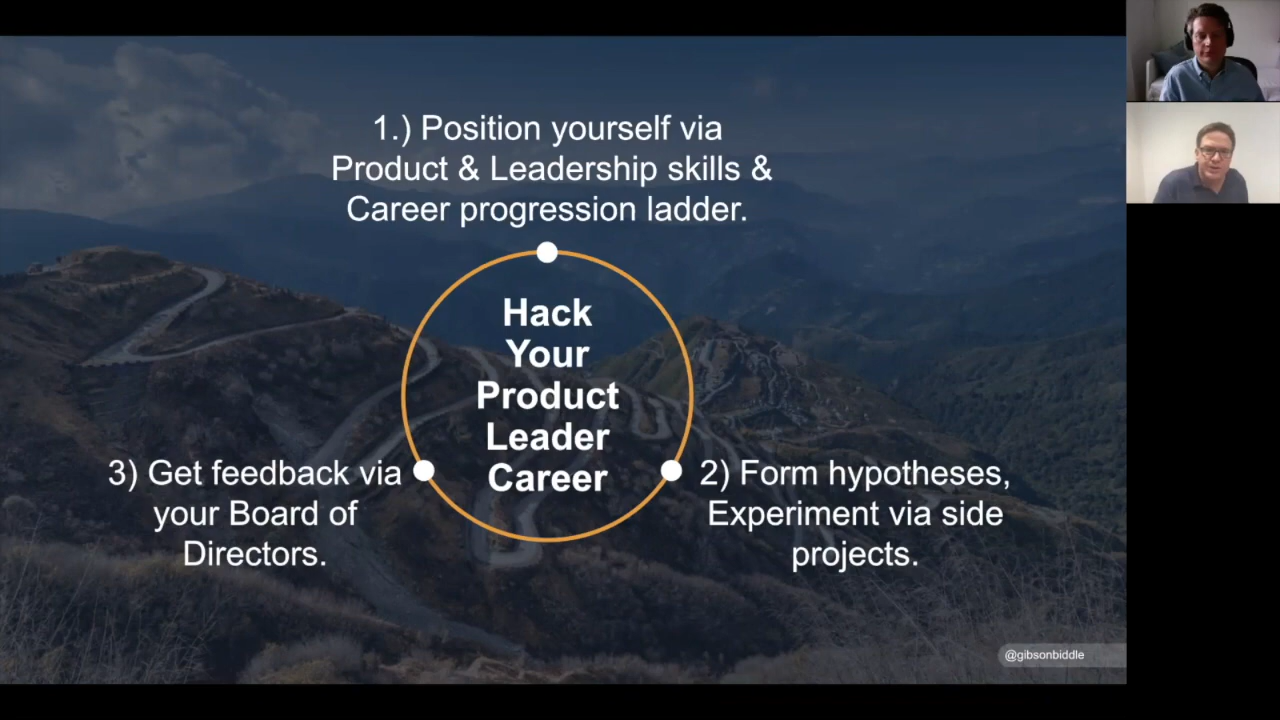 1.) Position yourself via
Product & Leadership skills &
Career progression ladder.
Hack
Your
Product
Leader
Career
2) Form hypotheses,
Experiment via side
projects.
3) Get feedback via
your Board of
Directors.
@gibsonbiddle